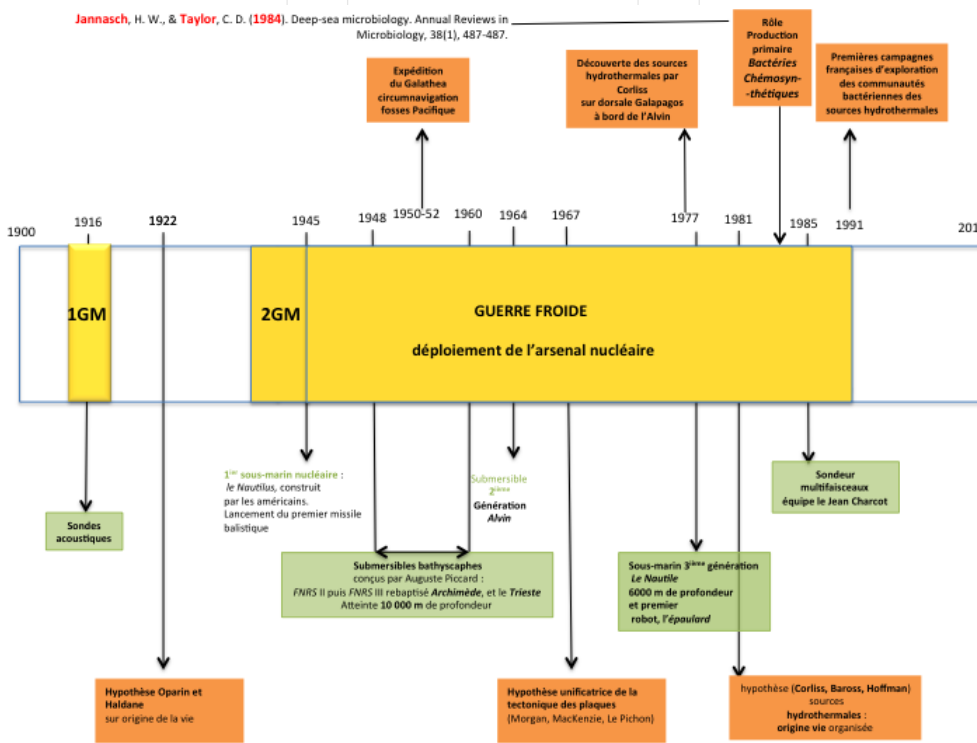 Jannasch, H. W., & Taylor, C. D. (1984). Deep-sea microbiology. Annual Reviews in
Microbiology, 38(1), 487-487.
Expédition
du Galathea
circumnavigation
fosses Pacifique
Découverte des sources
hydrothermales par
Corliss
sur dorsale Galapagos
à bord de l'Alvin
Rôle
Production
primaire
Bactéries
Chémosyn-
-thétiques
Premières campagnes
françaises d'exploration
des communautés
bactériennes des
sources hydrothermales
1900
1916
1922
1945
1948
1950-52
1960
1964
1967
1977
1981
1985
1991
201
1GM
2GM
GUERRE FROIDE
déploiement de l'arsenal nucléaire
Sondes
acoustiques
1ier sous-marin nucléaire :
le Nautilus, construit
par les américains.
Lancement du premier missile
balistique
Submersible
2ième
Génération
Alvin
Submersibles bathyscaphes
conçus par Auguste Piccard :
FNRS II puis FNRS III rebaptisé Archimède, et le Trieste
Atteinte 10 000 m de profondeur
Sous-marin 3ième génération
Le Nautile
6000 m de profondeur
et premier
robot, l'épaulard
Sondeur
multifaisceaux
équipe le Jean Charcot
Hypothèse Oparin et
Haldane
sur origine de la vie
Hypothèse unificatrice de la
tectonique des plaques
(Morgan, MacKenzie, Le Pichon)
hypothèse (Corliss, Baross, Hoffman)
sources
hydrothermales :
origine vie organisée